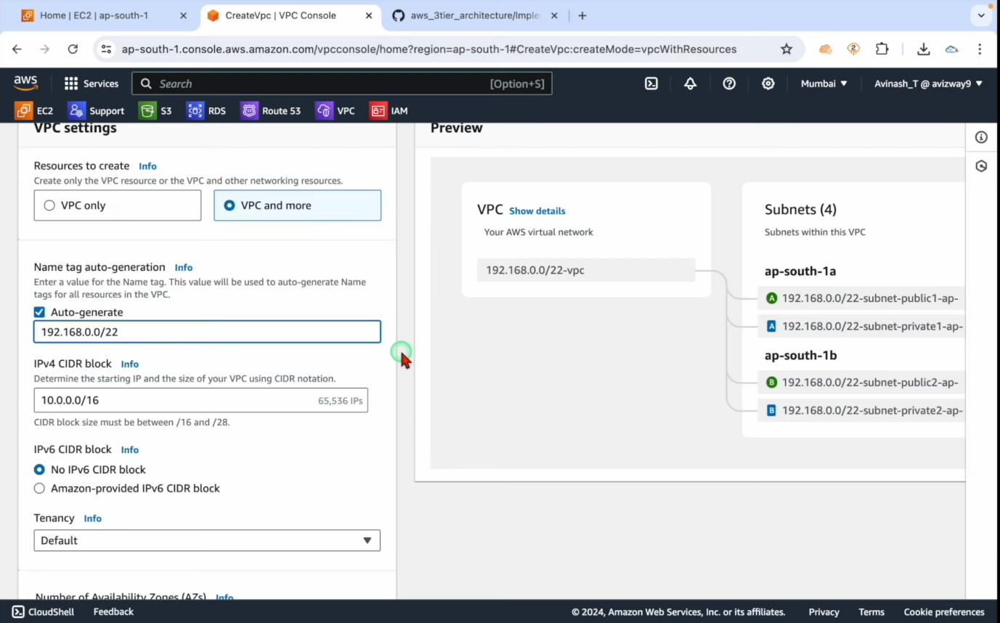 Home | EC2 | ap-south-1
CreateVpc | VPC Console
aws_3tier_architecture/Imple
ap-south-1.console.aws.amazon.com/vpcconsole/home?region=ap-south-1#CreateVpc:createMode=vpcWithResources
2
aws
Services
Search
[Option+S]
Mumbai
Avinash_T @ avizway9
EC2
Support
S3
RDS
Route 53
VPC
IAM
VPC settings
Resources to create Info
Create only the VPC resource or the VPC and other networking resources.
VPC only
VPC and more
Name tag auto-generation Info
Enter a value for the Name tag. This value will be used to auto-generate Name
tags for all resources in the VPC.
Auto-generate
192.168.0.0/22
IPv4 CIDR block Info
Determine the starting IP and the size of your VPC using CIDR notation.
10.0.0.0/16
65,536 IPs
CIDR block size must be between /16 and /28.
IPv6 CIDR block Info
No IPv6 CIDR block
Amazon-provided IPv6 CIDR block
Tenancy Info
Default
Number of Availability Zones (AZs) Info
Preview
VPC Show details
Your AWS virtual network
192.168.0.0/22-vpc
Subnets (4)
Subnets within this VPC
ap-south-1a
A 192.168.0.0/22-subnet-public1-ap-
A 192.168.0.0/22-subnet-private1-ap-
ap-south-1b
B 192.168.0.0/22-subnet-public2-ap-
B 192.168.0.0/22-subnet-private2-ap-
CloudShell
Feedback
© 2024, Amazon Web Services, Inc. or its affiliates.
Privacy
Terms
Cookie preferences